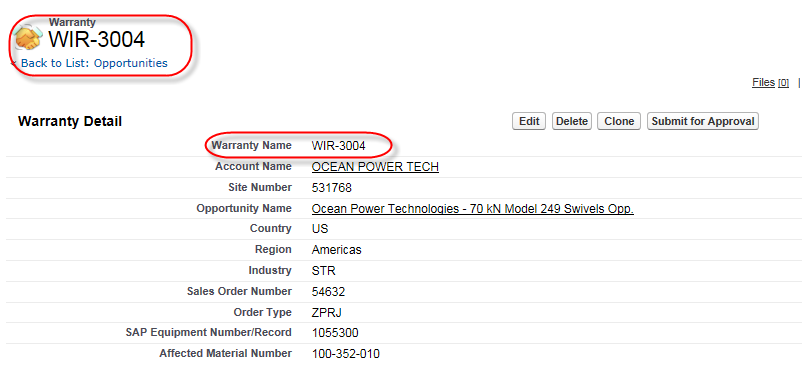 Warranty
WIR-3004
« Back to List: Opportunities
Files [0] |
Warranty Detail Edit Delete Clone Submit for Approval
Warranty Name WIR-3004
Account Name OCEAN POWER TECH
Site Number 531768
Opportunity Name Ocean Power Technologies - 70 kN Model 249 Swivels Opp.
Country US
Region Americas
Industry STR
Sales Order Number 54632
Order Type ZPRJ
SAP Equipment Number/Record 1055300
Affected Material Number 100-352-010